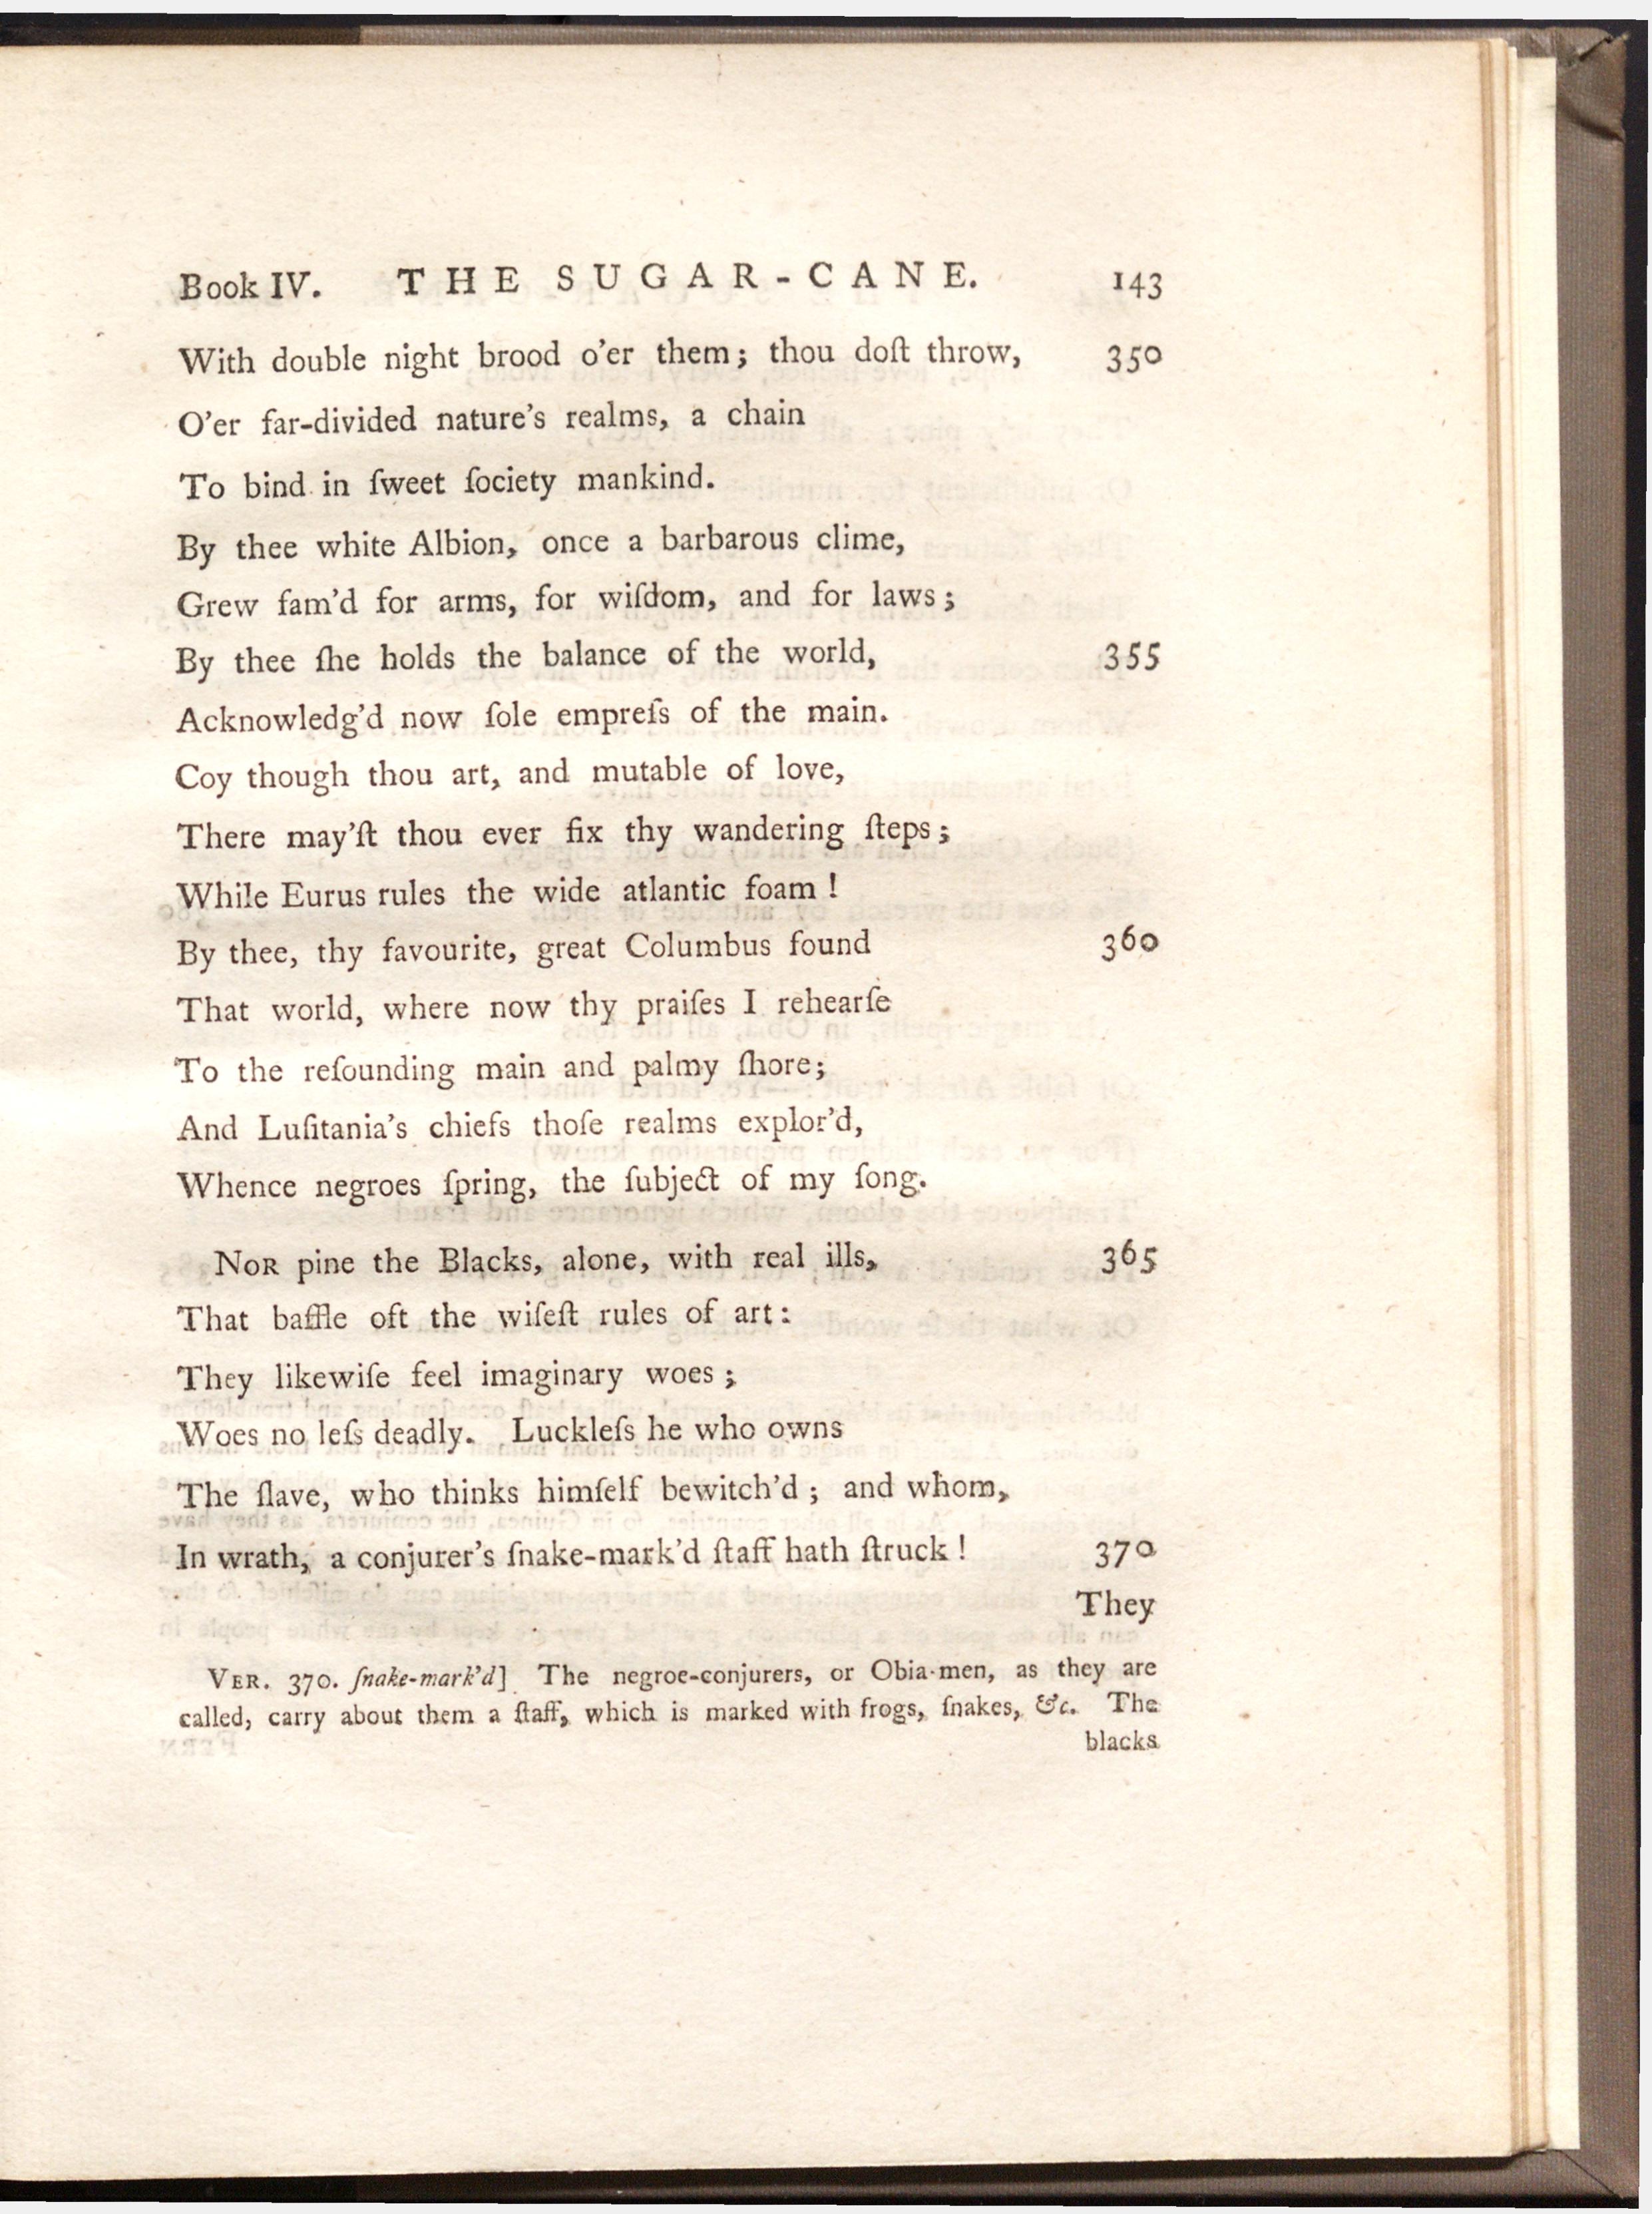 Book IV. THE SUGAR-CANE. 143
With double night brood o'er them; thou doſt throw, 350
O'er far-divided nature's realms, a chain
To bind in ſweet ſociety mankind.
By thee white Albion, once a barbarous clime,
Grew fam'd for arms, for wiſdom, and for laws;
By thee ſhe holds the balance of the world, 355
Acknowledg'd now ſole empreſs of the main.
Coy though thou art, and mutable of love,
There may'ſt thou ever fix thy wandering ſteps;
While Eurus rules the wide atlantic foam!
By thee, thy favourite, great Columbus found 360
That world, where now thy praiſes I rehearſe
To the reſounding main and palmy ſhore;
And Luſitania's chiefs thoſe realms explor'd,
Whence negroes ſpring, the ſubject of my ſong.
NOR pine the Blacks, alone, with real ills, 365
That baffle oft the wiſeſt rules of art:
They likewiſe feel imaginary woes;
Woes no leſs deadly. Luckleſs he who owns
The ſlave, who thinks himſelf bewitch'd; and whom,
In wrath, a conjurer's ſnake-mark'd ſtaff hath ſtruck! 370
They
VER. 370. ſnake-mark'd] The negroe-conjurers, or Obia-men, as they are
called, carry about them a ſtaff, which is marked with frogs, ſnakes, &c. The
blacks